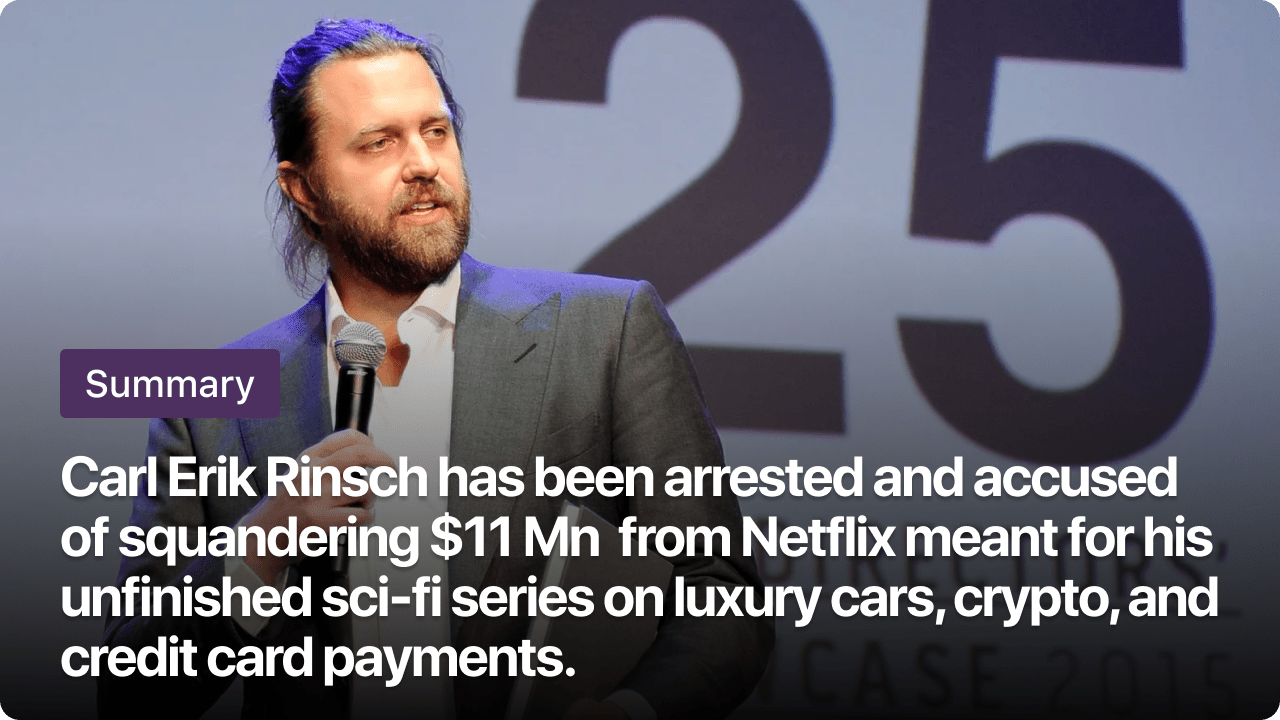 25
Summary
Carl Erik Rinsch has been arrested and accused
of squandering $11 Mn from Netflix meant for his
unfinished sci-fi series on luxury cars, crypto, and
credit card payments.
DIRECTORS'
CASE 2015